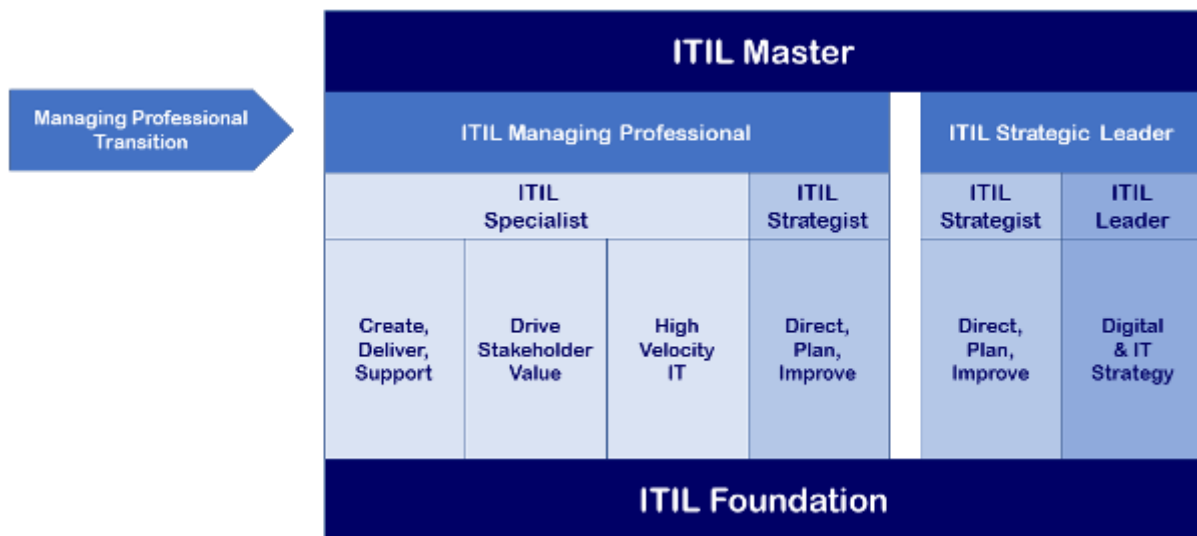 ITIL Master
Managing Professional
Transition
ITIL Managing Professional
ITIL Strategic Leader
ITIL
Specialist
ITIL
Strategist
ITIL
Strategist
ITIL
Leader
Create,
Deliver,
Support
Drive
Stakeholder
Value
High
Velocity
IT
Direct,
Plan,
Improve
Direct,
Plan,
Improve
Digital
& IT
Strategy
ITIL Foundation